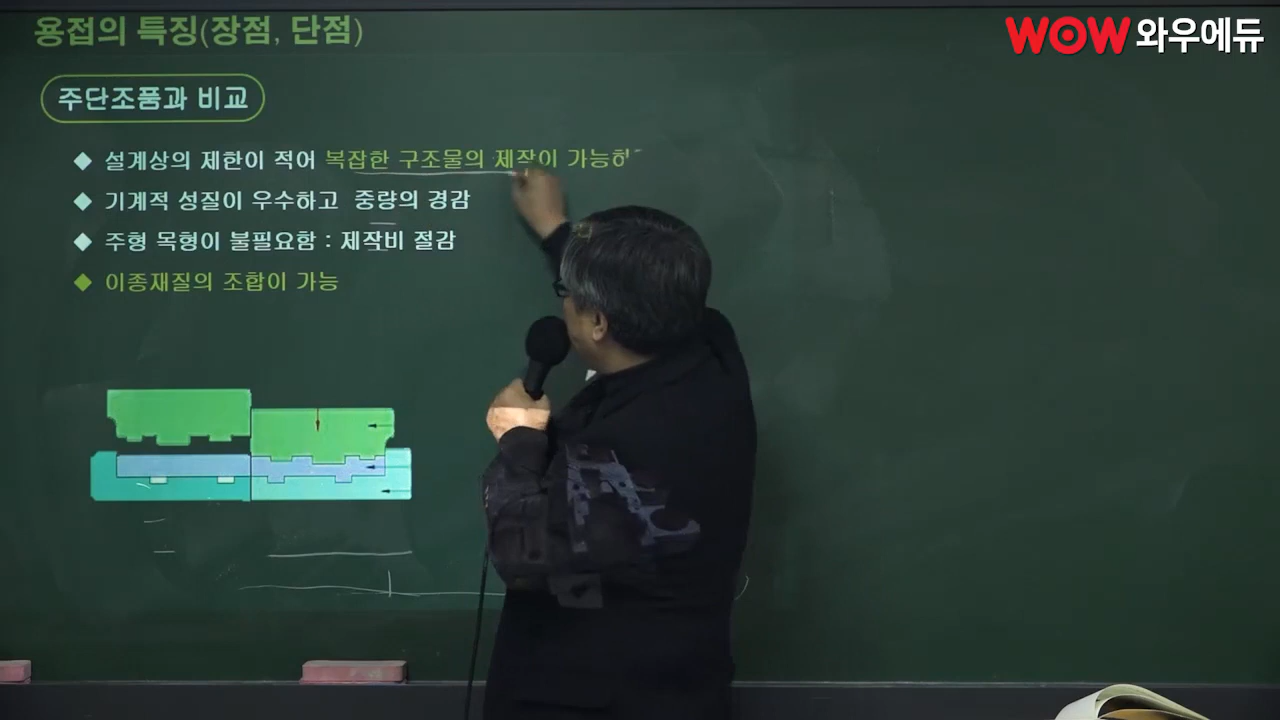 용접의 특징(장점, 단점)
WOW 와우에듀
주단조품과 비교
◆ 설계상의 제한이 적어 복잡한 구조물의 제작이 가능하
◆ 기계적 성질이 우수하고 중량의 경감
◆ 주형 목형이 불필요함 : 제작비 절감
◆ 이종재질의 조합이 가능